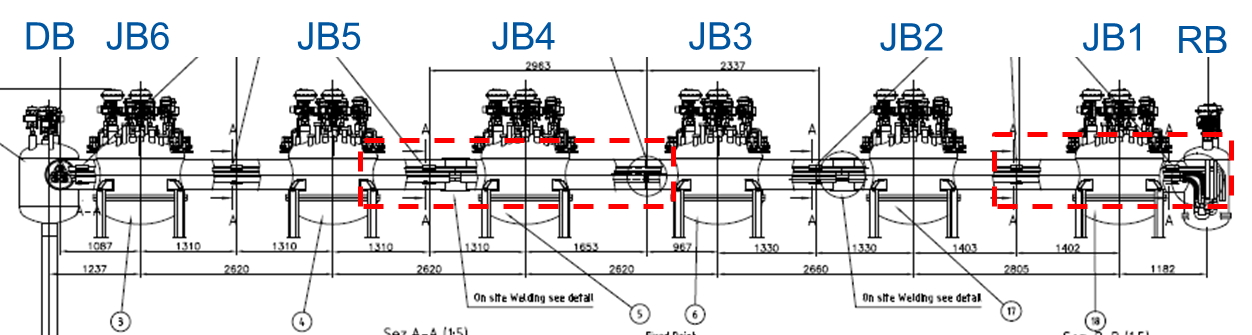 DB JB6 JB5 JB4 JB3 JB2 JB1 RB
2963 2337
A A A A A
A-A A A A A A
1087 1310 1310 1310 1310 1653 967 1330 1330 1403 1402
1237 2620 2620 2620 2660 2805 1182
On site Welding see detail On site Welding see detail
3 4 5 6 17 18
Sez A-A (1:5)